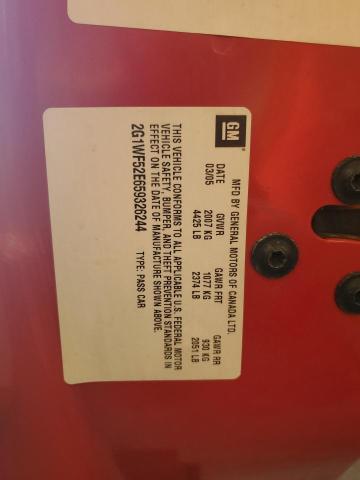 GM
MFD BY GENERAL MOTORS OF CANADA LTD.
DATE GVWR GAWR FRT GAWR RR
03/05 2007 KG 1077 KG 930 KG
4425 LB 2374 LB 2051 LB
THIS VEHICLE CONFORMS TO ALL APPLICABLE U.S. FEDERAL MOTOR
VEHICLE SAFETY, BUMPER, AND THEFT PREVENTION STANDARDS IN
EFFECT ON THE DATE OF MANUFACTURE SHOWN ABOVE.
2G1WF52E659326244 TYPE: PASS CAR